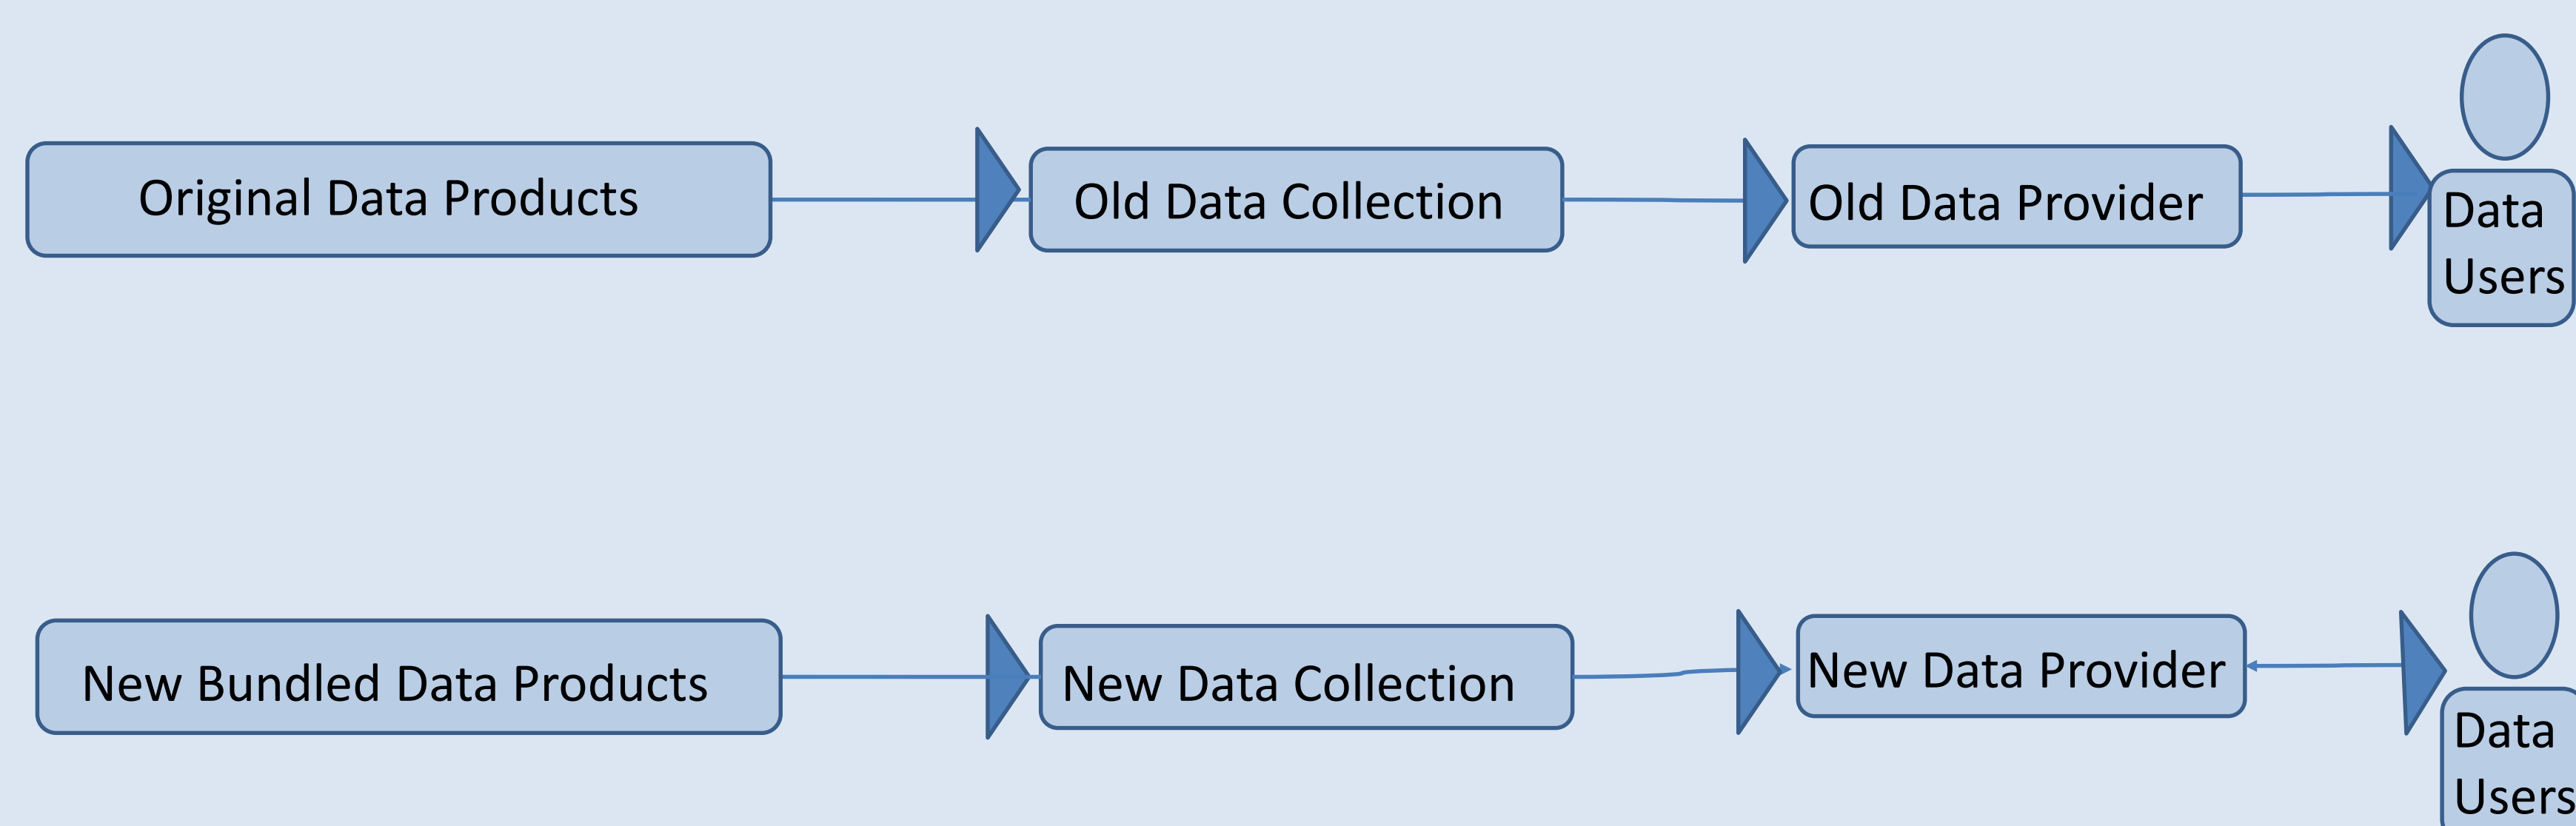 Original Data Products
Old Data Collection
Old Data Provider
Data
Users
New Bundled Data Products
New Data Collection
New Data Provider
Data
Users